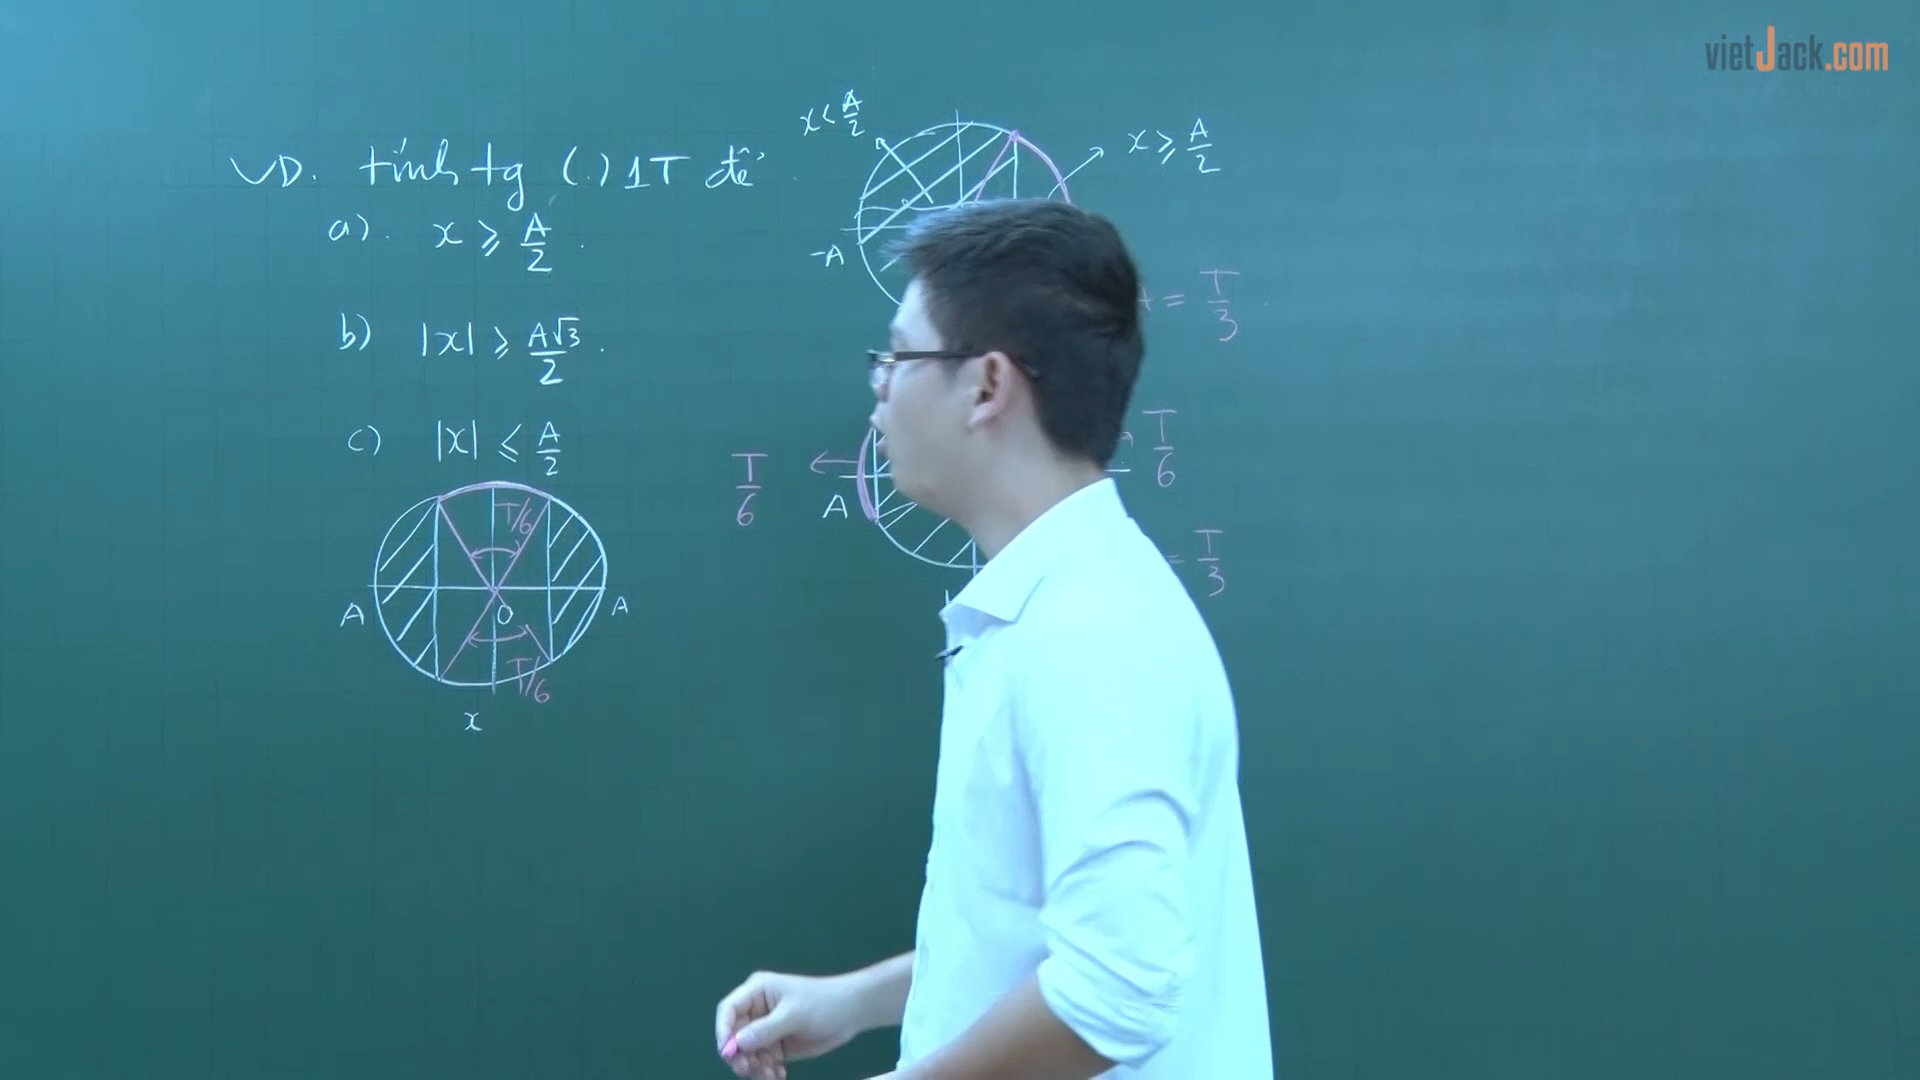 vietJack.com
VD. tính tg (.) 1T để
a). x ⩾ A/2.
b) |x| ⩾ A√3/2.
c) |x| ⩽ A/2
x < A/2
x ⩾ A/2
-A
= T/3.
T/6
A
T/6
= T/3
T/6
A
O
A
T/6
x